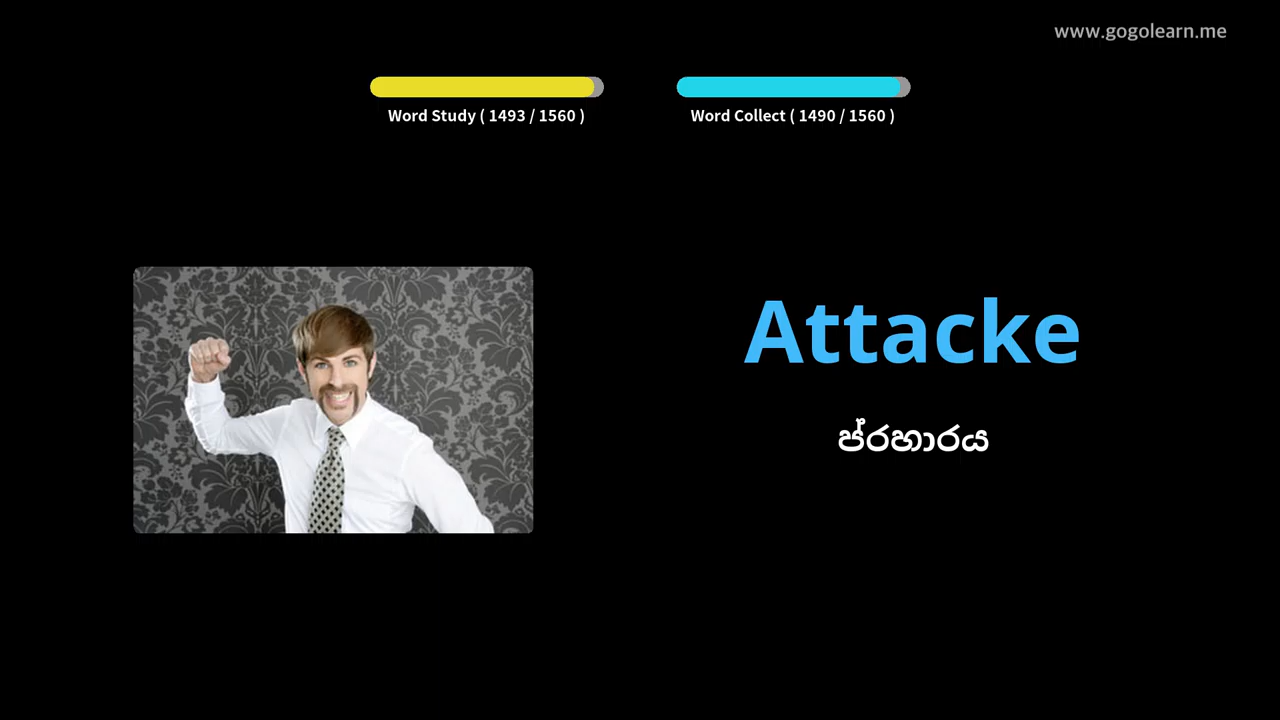 www.gogolearn.me
Word Study ( 1493 / 1560 )
Word Collect ( 1490 / 1560 )
Attacke
ප්රහාරය